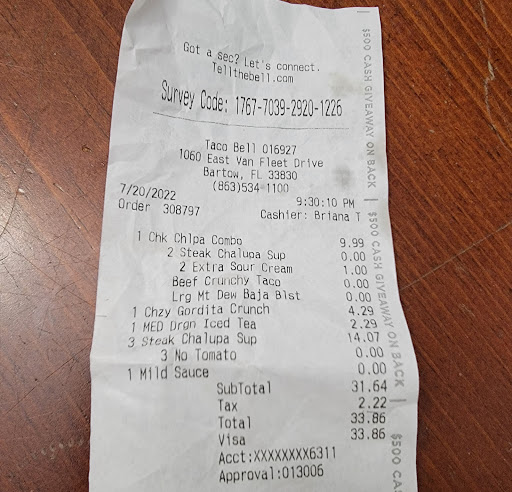 Got a sec? Let's connect.
Tellthebell.com
Survey Code: 1767-7039-2920-1226
Taco Bell 016927
1060 East Van Fleet Drive
Bartow, FL 33830
(863)534-1100
7/20/2022 9:30:10 PM
Order 308797 Cashier: Briana T
1 Chk Chlpa Combo 9.99
2 Steak Chalupa Sup 0.00
2 Extra Sour Cream 1.00
Beef Crunchy Taco 0.00
Lrg Mt Dew Baja Blst 0.00
1 Chzy Gordita Crunch 4.29
1 MED Drgn Iced Tea 2.29
3 Steak Chalupa Sup 14.07
3 No Tomato 0.00
1 Mild Sauce 0.00
SubTotal 31.64
Tax 2.22
Total 33.86
Visa 33.86
Acct:XXXXXXXX6311
Approval:013006
| $500 CASH GIVEAWAY ON BACK | $500 CASH GIVEAWAY ON BACK | $500 CAS